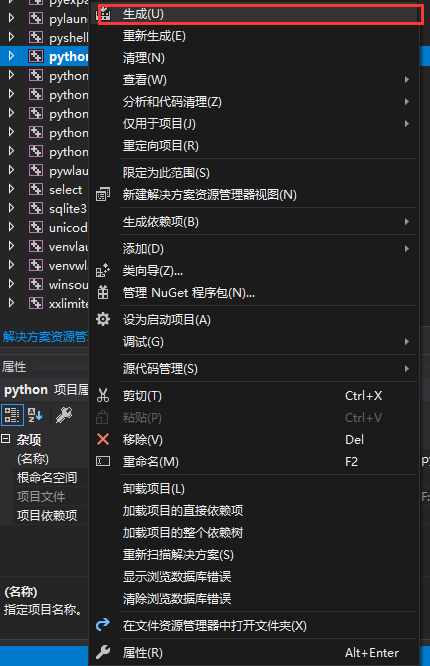 pyexpa
pylaun
pyshell
python
python
python
python
python
python
pywlau
select
sqlite3
unicod
venvlau
venvwl
winsou
xxlimite
解决方案资源管
属性
python 项目属
杂项
(名称)
根命名空间
项目文件
项目依赖项
(名称)
指定项目名称。
生成(U)
重新生成(E)
清理(N)
查看(W)
分析和代码清理(Z)
仅用于项目(J)
重定向项目(R)
限定为此范围(S)
新建解决方案资源管理器视图(N)
生成依赖项(B)
添加(D)
类向导(Z)...
管理 NuGet 程序包(N)...
设为启动项目(A)
调试(G)
源代码管理(S)
剪切(T) Ctrl+X
粘贴(P) Ctrl+V
移除(V) Del
重命名(M) F2
卸载项目(L)
加载项目的直接依赖项
加载项目的整个依赖树
重新扫描解决方案(S)
显示浏览数据库错误
清除浏览数据库错误
在文件资源管理器中打开文件夹(X)
属性(R) Alt+Enter